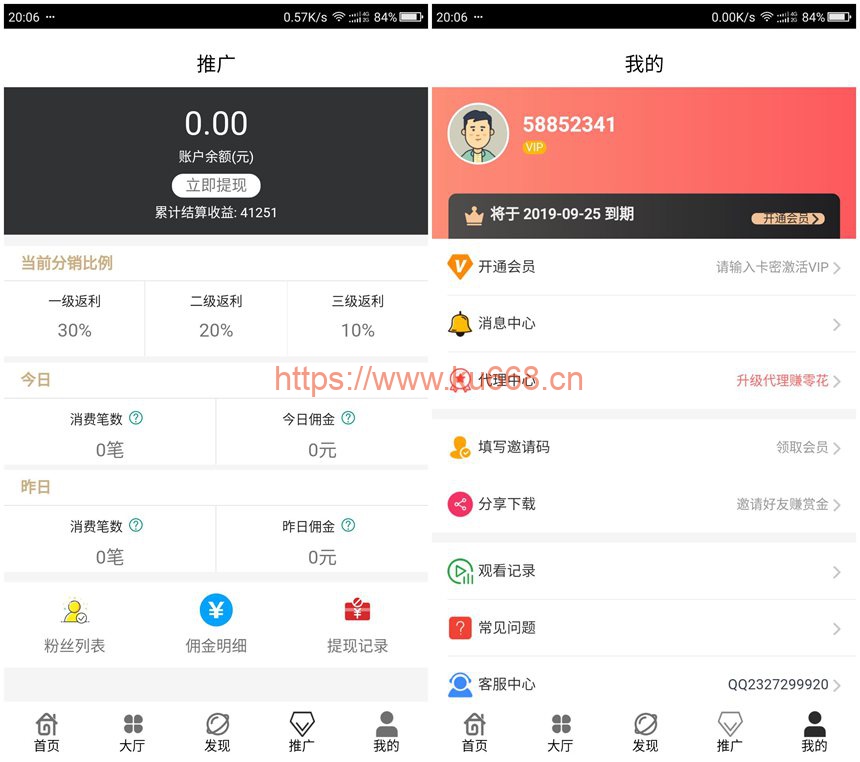 20:06 ···
0.57K/s
4G
2G
84%
推广
0.00
账户余额(元)
立即提现
累计结算收益: 41251
当前分销比例
一级返利
二级返利
三级返利
30%
20%
10%
今日
消费笔数 ?
今日佣金 ?
0笔
0元
昨日
消费笔数 ?
昨日佣金 ?
0笔
0元
粉丝列表
佣金明细
提现记录
首页
大厅
发现
推广
我的
20:06 ···
0.00K/s
4G
2G
84%
我的
58852341
VIP
将于 2019-09-25 到期
开通会员
开通会员
请输入卡密激活VIP
消息中心
代理中心
升级代理赚零花
填写邀请码
领取会员
分享下载
邀请好友赚赏金
观看记录
常见问题
客服中心
QQ2327299920
首页
大厅
发现
推广
我的